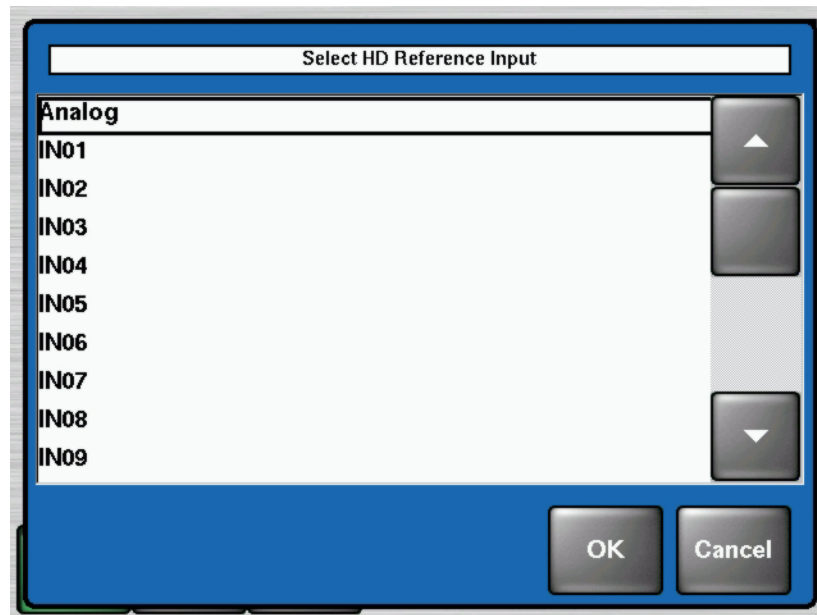 Select HD Reference Input
Analog
IN01
IN02
IN03
IN04
IN05
IN06
IN07
IN08
IN09
OK
Cancel